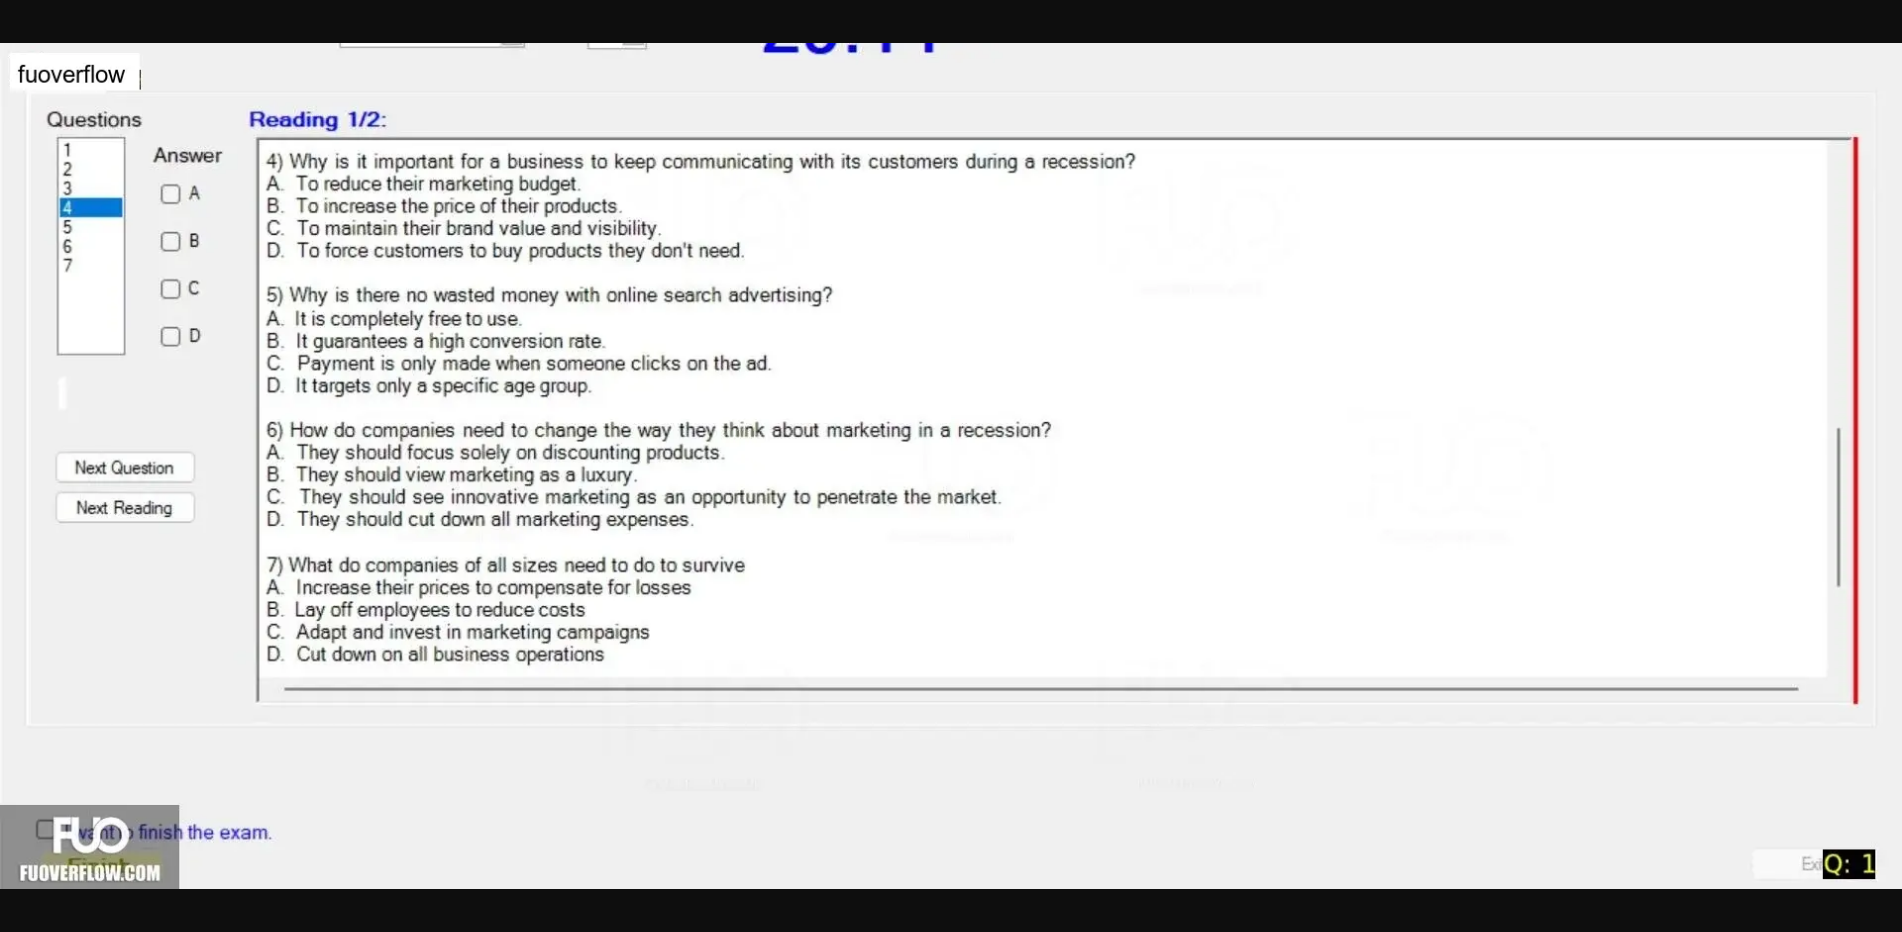 fuoverflow
Questions
Reading 1/2:
1
2
3
4
5
6
7
Answer
A
B
C
D
Next Question
Next Reading
4) Why is it important for a business to keep communicating with its customers during a recession?
A. To reduce their marketing budget.
B. To increase the price of their products.
C. To maintain their brand value and visibility.
D. To force customers to buy products they don't need.
5) Why is there no wasted money with online search advertising?
A. It is completely free to use.
B. It guarantees a high conversion rate.
C. Payment is only made when someone clicks on the ad.
D. It targets only a specific age group.
6) How do companies need to change the way they think about marketing in a recession?
A. They should focus solely on discounting products.
B. They should view marketing as a luxury.
C. They should see innovative marketing as an opportunity to penetrate the market.
D. They should cut down all marketing expenses.
7) What do companies of all sizes need to do to survive
A. Increase their prices to compensate for losses
B. Lay off employees to reduce costs
C. Adapt and invest in marketing campaigns
D. Cut down on all business operations
want to finish the exam.
FUO
FUOVERFLOW.COM
Q: 1